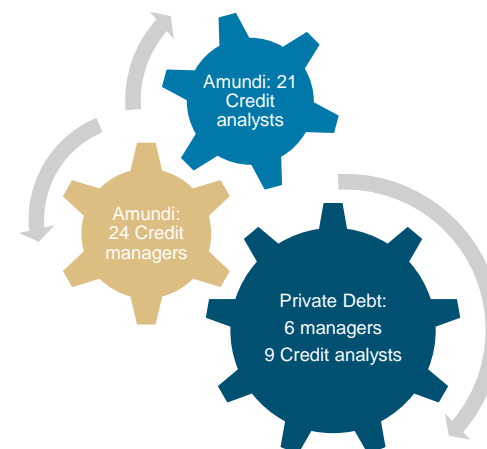 Amundi: 21
Credit
analysts
Amundi:
24 Credit
managers
Private Debt:
6 managers
9 Credit analysts